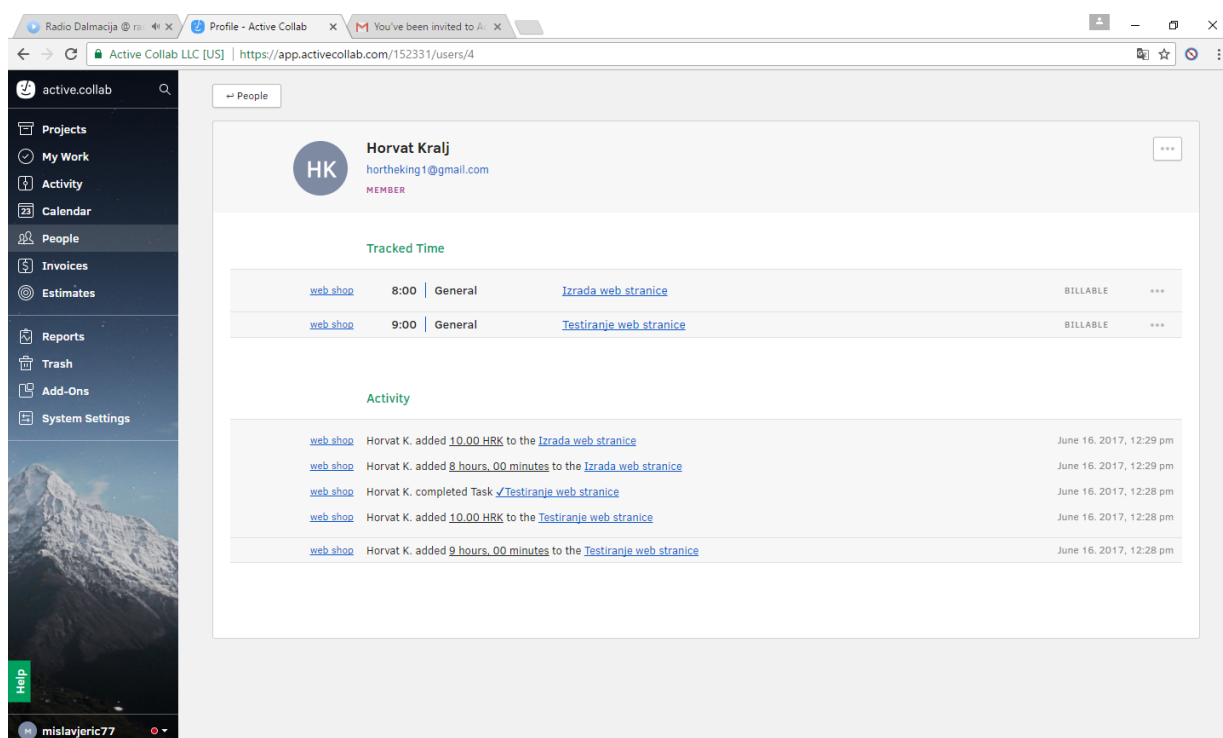 Radio Dalmacija @ ra
Profile - Active Collab
You've been invited to Ac
Active Collab LLC [US] | https://app.activecollab.com/152331/users/4
active.collab
Projects
My Work
Activity
23 Calendar
People
$ Invoices
Estimates
Reports
Trash
Add-Ons
System Settings
Help
M mislavjeric77
↩ People
HK
Horvat Kralj
hortheking1@gmail.com
MEMBER
Tracked Time
web shop 8:00 General Izrada web stranice BILLABLE
web shop 9:00 General Testiranje web stranice BILLABLE
Activity
web shop Horvat K. added 10.00 HRK to the Izrada web stranice June 16. 2017, 12:29 pm
web shop Horvat K. added 8 hours, 00 minutes to the Izrada web stranice June 16. 2017, 12:29 pm
web shop Horvat K. completed Task ✓Testiranje web stranice June 16. 2017, 12:28 pm
web shop Horvat K. added 10.00 HRK to the Testiranje web stranice June 16. 2017, 12:28 pm
web shop Horvat K. added 9 hours, 00 minutes to the Testiranje web stranice June 16. 2017, 12:28 pm